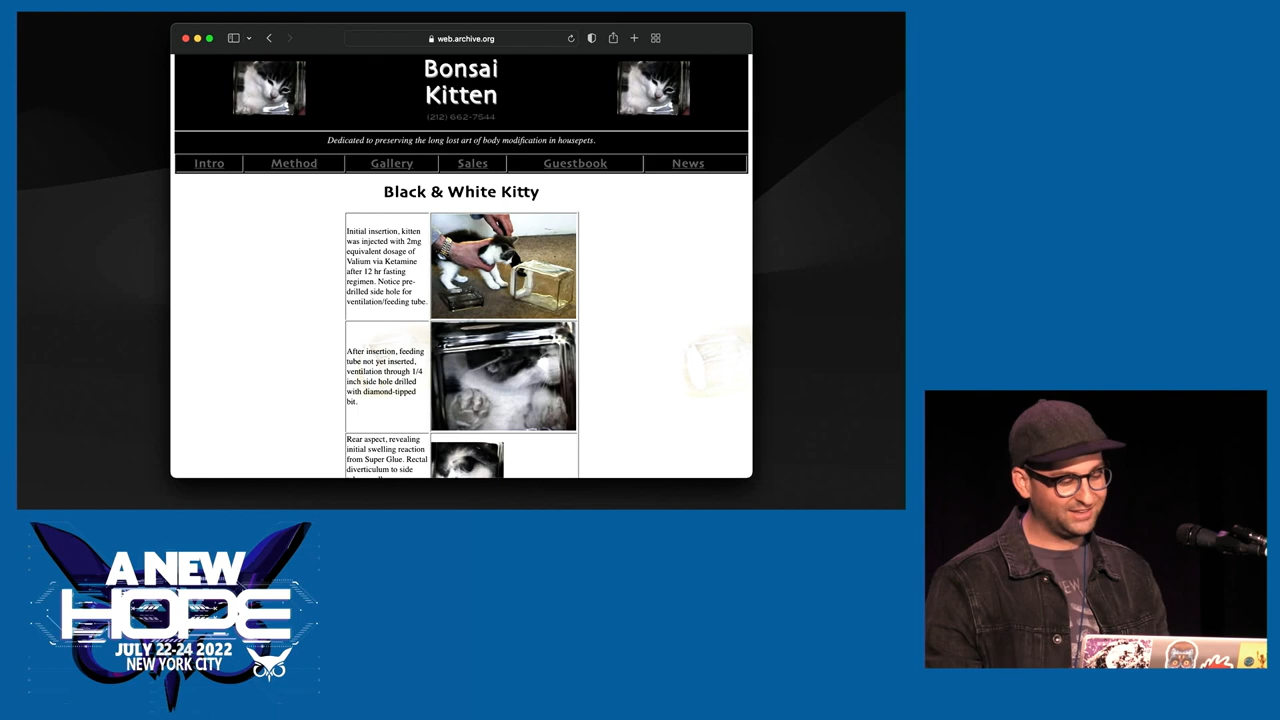 web.archive.org
Bonsai
Kitten
(212) 662-7544
Dedicated to preserving the long lost art of body modification in housepets.
Intro Method Gallery Sales Guestbook News
Black & White Kitty
Initial insertion, kitten
was injected with 2mg
equivalent dosage of
Valium via Ketamine
after 12 hr fasting
regimen. Notice pre-
drilled side hole for
ventilation/feeding tube.
After insertion, feeding
tube not yet inserted,
ventilation through 1/4
inch side hole drilled
with diamond-tipped
bit.
Rear aspect, revealing
initial swelling reaction
from Super Glue. Rectal
diverticulum to side
A NEW
HOPE
JULY 22-24 2022
NEW YORK CITY